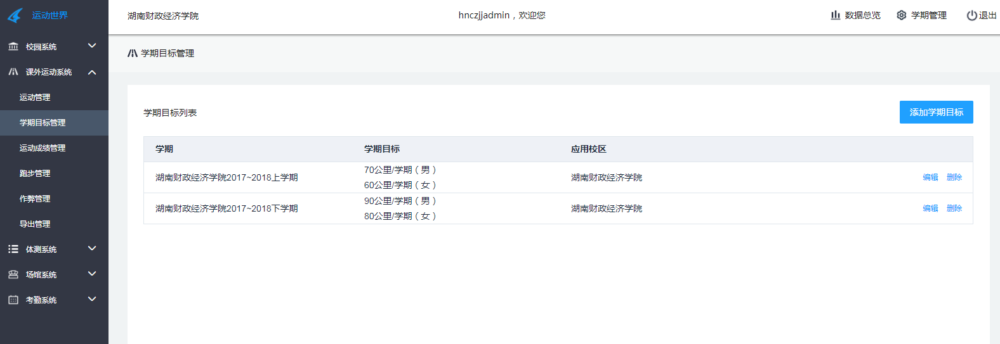 运动世界
湖南财政经济学院
hnczjjadmin，欢迎您
数据总览
学期管理
退出
校园系统
课外运动系统
运动管理
学期目标管理
运动成绩管理
跑步管理
作弊管理
导出管理
体测系统
场馆系统
考勤系统
学期目标管理
学期目标列表
添加学期目标
学期 学期目标 应用校区
湖南财政经济学院2017~2018上学期
70公里/学期（男）
60公里/学期（女）
湖南财政经济学院
编辑 删除
湖南财政经济学院2017~2018下学期
90公里/学期（男）
80公里/学期（女）
湖南财政经济学院
编辑 删除